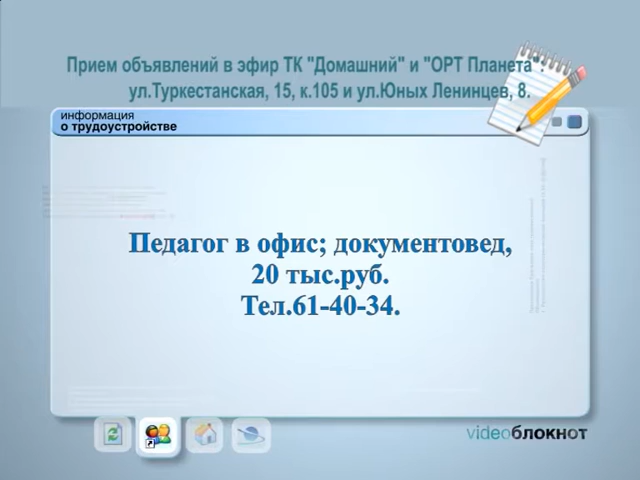 Прием объявлений в эфир ТК "Домашний" и "ОРТ Планета":
ул.Туркестанская, 15, к.105 и ул.Юных Ленинцев, 8.
информация
о трудоустройстве
Педагог в офис; документовед,
20 тыс.руб.
Тел.61-40-34.
videoблокнот